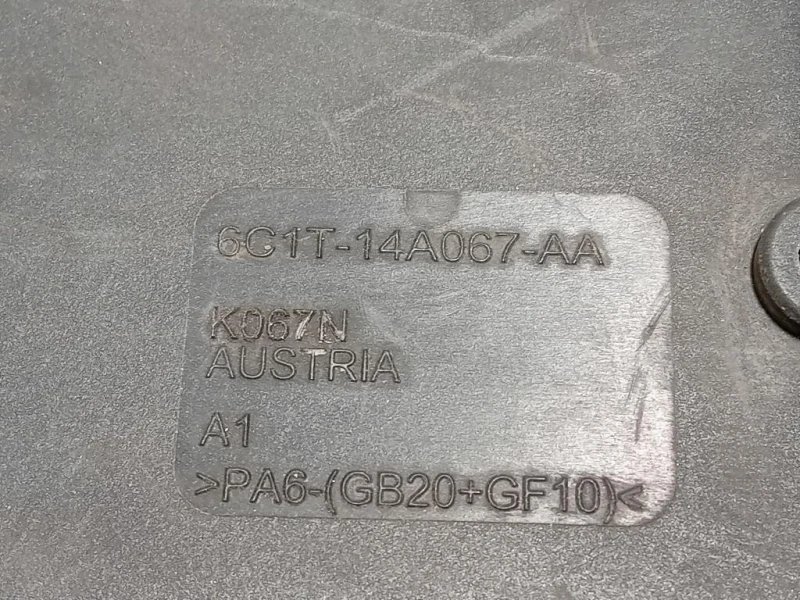 6C1T-14A067-AA
K067N
AUSTRIA
A1
>PA6-(GB20+GF10)<